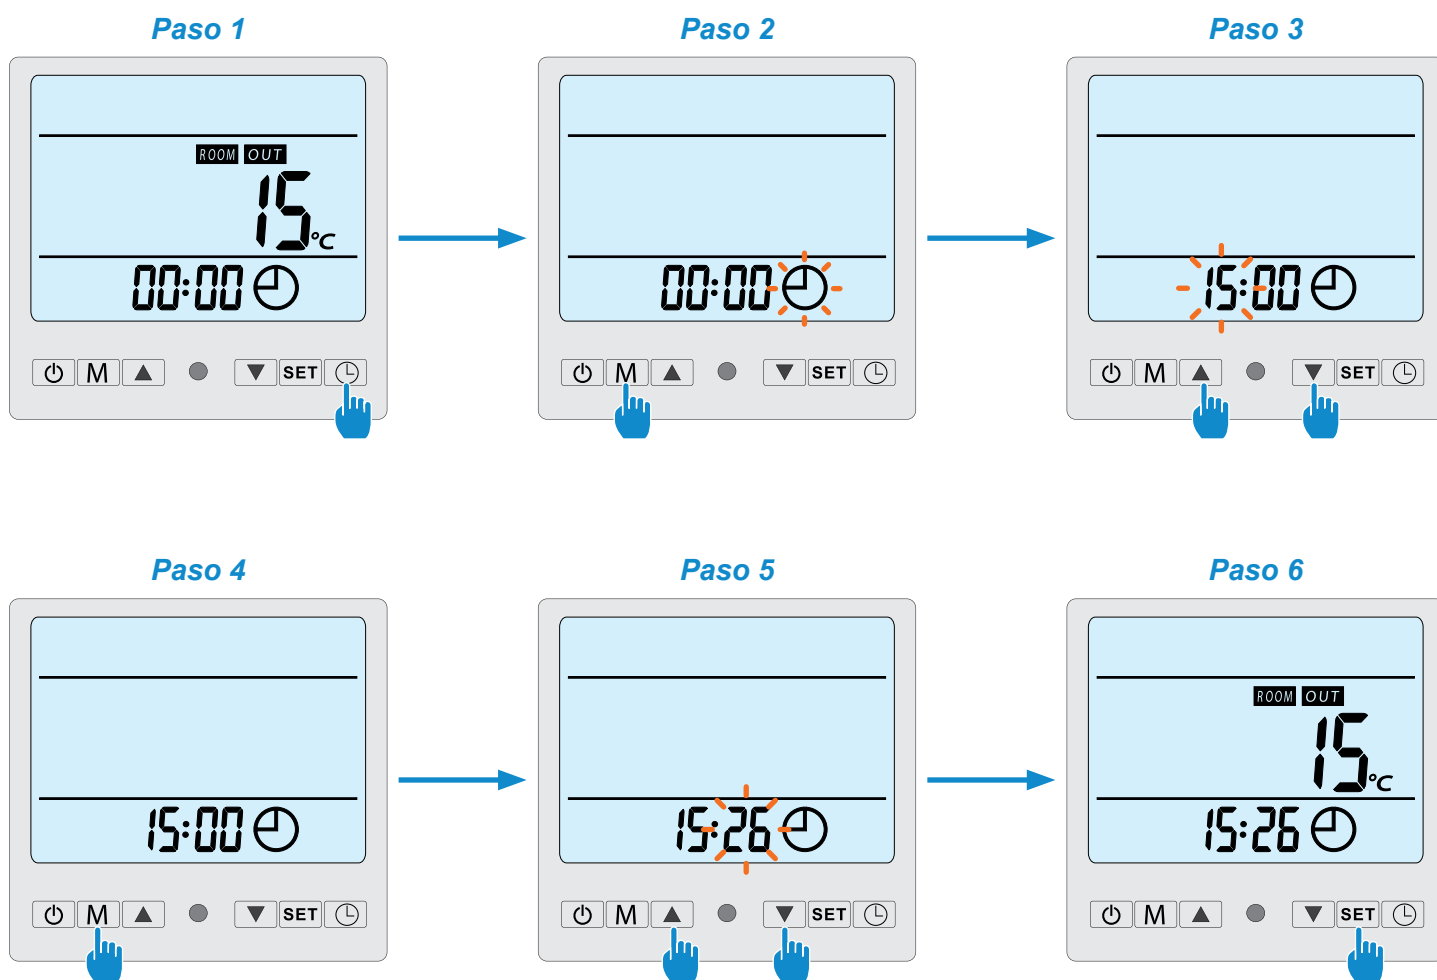 Paso 1
Paso 2
Paso 3
ROOM OUT
15°C
00:00
00:00
15:00
M SET
M SET
M SET
Paso 4
Paso 5
Paso 6
ROOM OUT
15°C
15:00
15:26
15:26
M SET
M SET
M SET